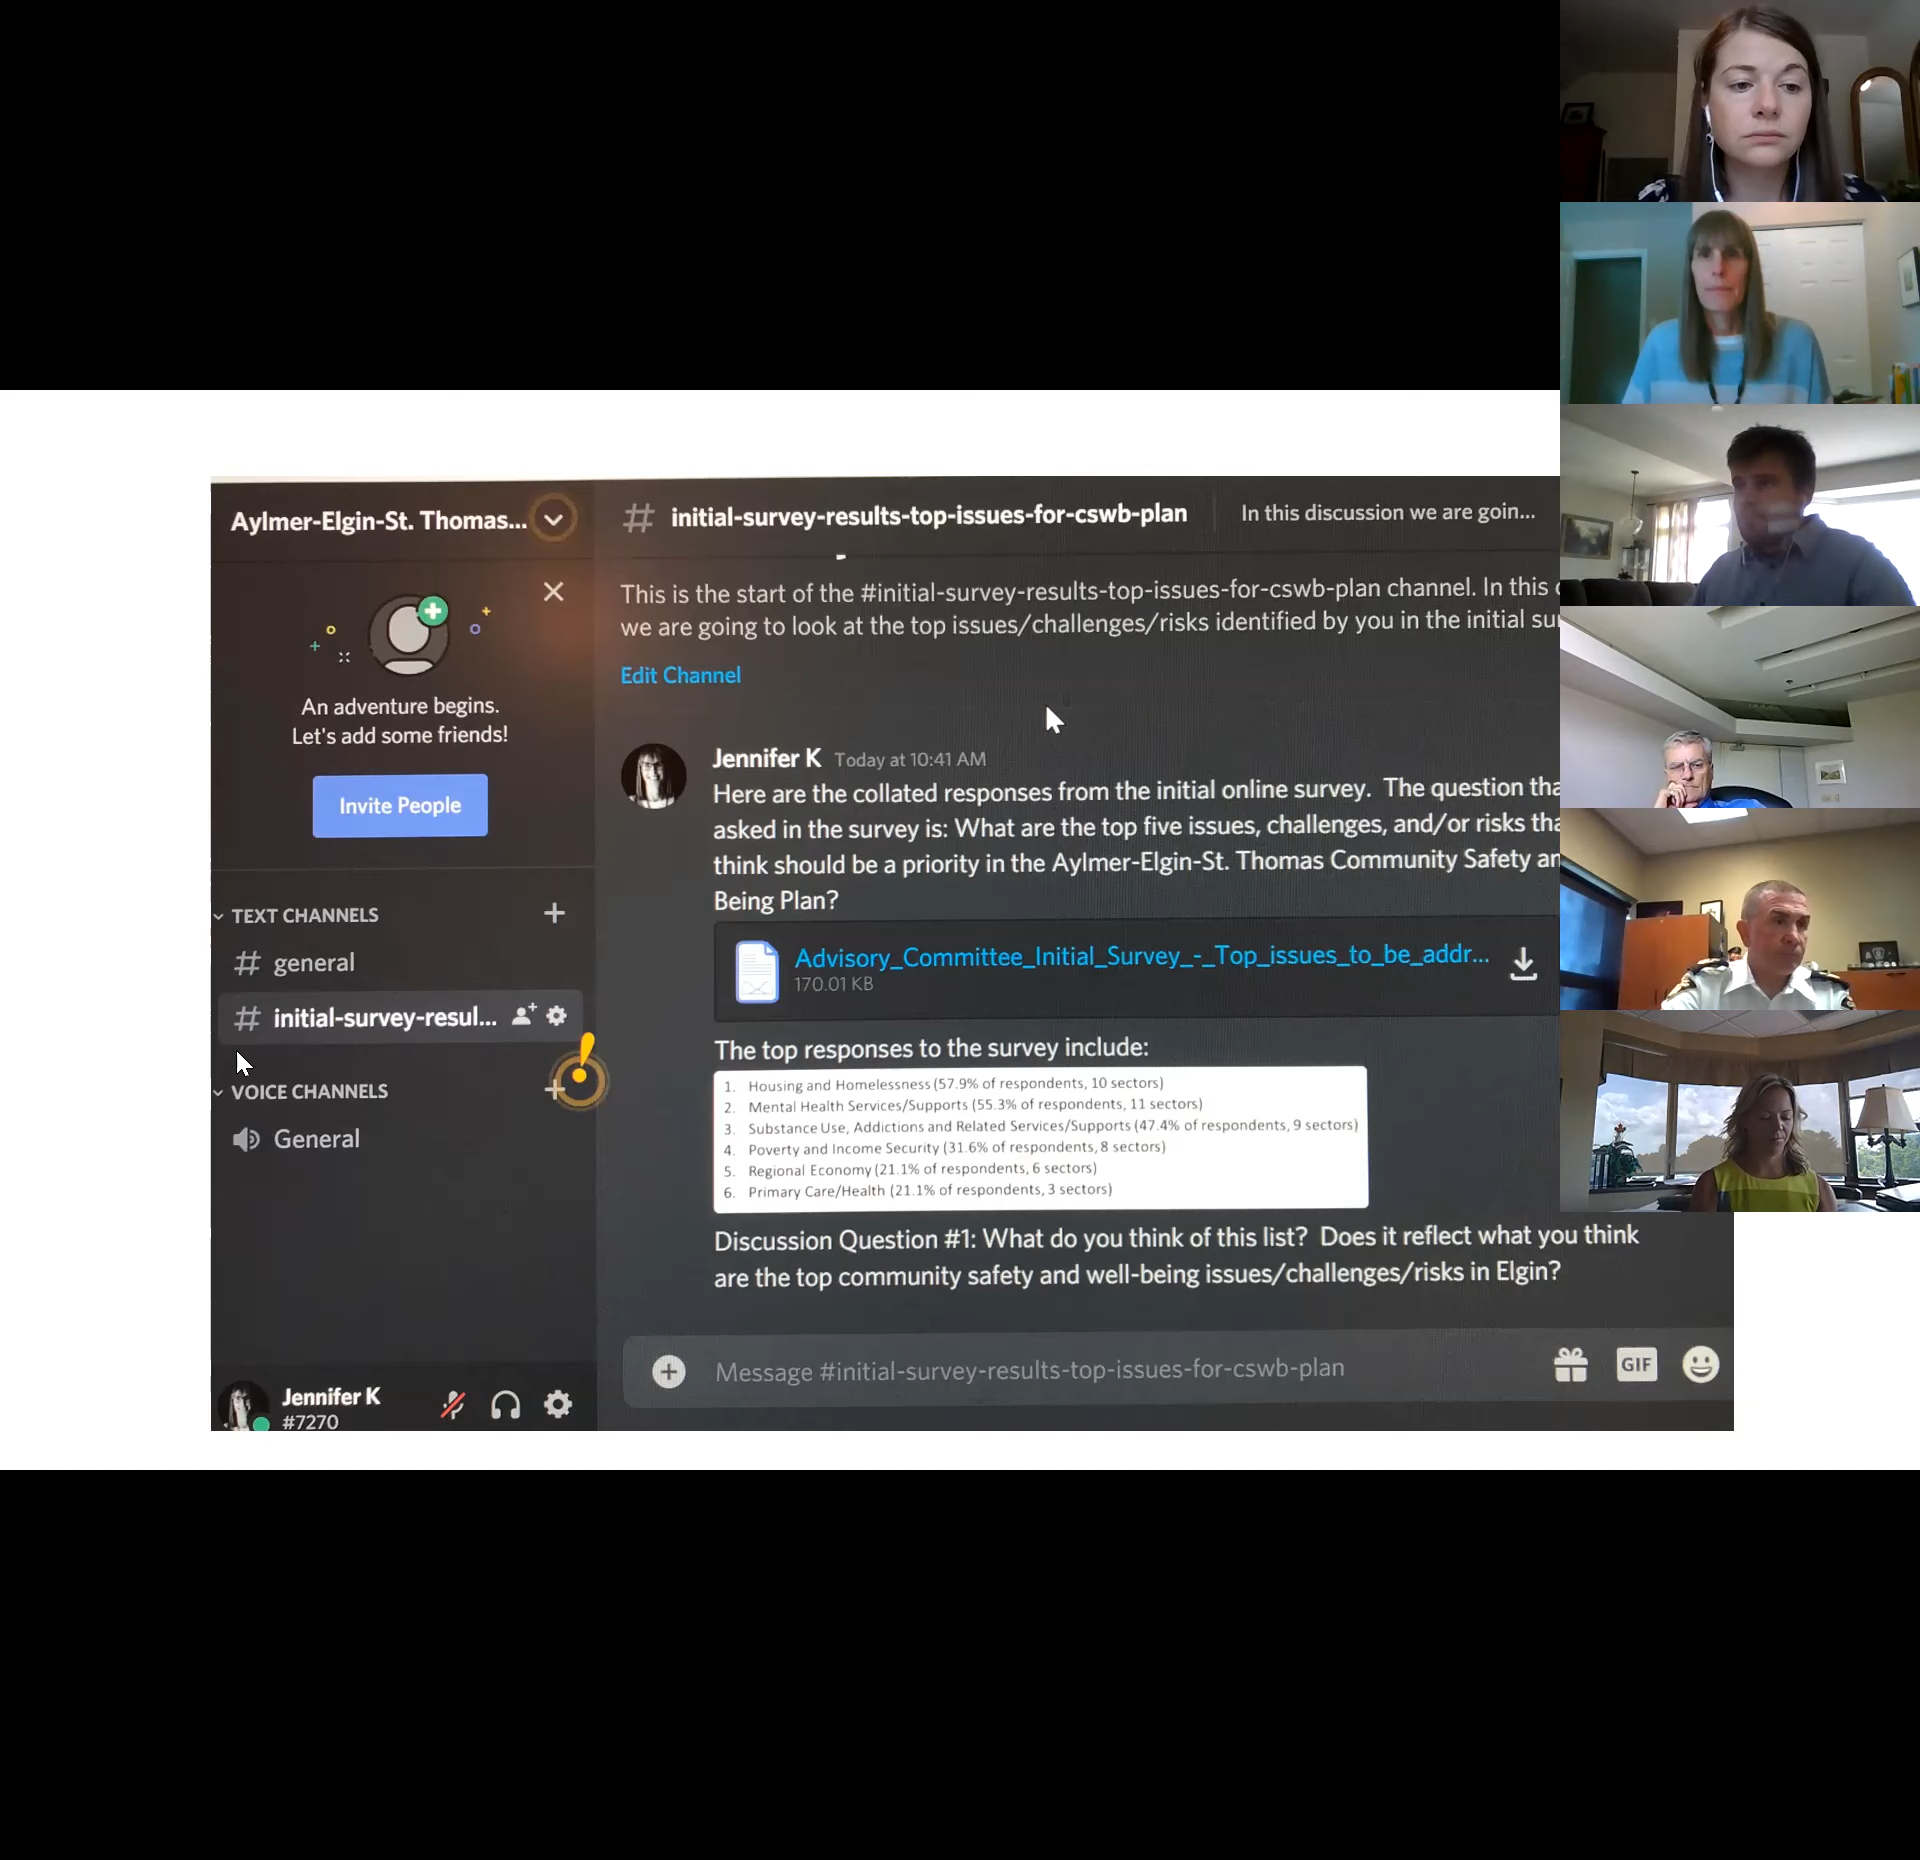 Aylmer-Elgin-St. Thomas...
# initial-survey-results-top-issues-for-cswb-plan
In this discussion we are goin...
An adventure begins.
Let's add some friends!
Invite People
TEXT CHANNELS
# general
# initial-survey-resul...
VOICE CHANNELS
General
Jennifer K
#7270
This is the start of the #initial-survey-results-top-issues-for-cswb-plan channel. In this
we are going to look at the top issues/challenges/risks identified by you in the initial
Edit Channel
Jennifer K Today at 10:41 AM
Here are the collated responses from the initial online survey. The question
asked in the survey is: What are the top five issues, challenges, and/or risks
think should be a priority in the Aylmer-Elgin-St. Thomas Community Safety
Being Plan?
Advisory_Committee_Initial_Survey_-_Top_issues_to_be_addr...
170.01 KB
The top responses to the survey include:
1. Housing and Homelessness (57.9% of respondents, 10 sectors)
2. Mental Health Services/Supports (55.3% of respondents, 11 sectors)
3. Substance Use, Addictions and Related Services/Supports (47.4% of respondents, 9 sectors)
4. Poverty and Income Security (31.6% of respondents, 8 sectors)
5. Regional Economy (21.1% of respondents, 6 sectors)
6. Primary Care/Health (21.1% of respondents, 3 sectors)
Discussion Question #1: What do you think of this list? Does it reflect what you think
are the top community safety and well-being issues/challenges/risks in Elgin?
Message #initial-survey-results-top-issues-for-cswb-plan
GIF